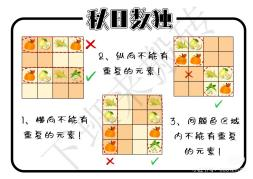 秋日数独
2、纵向不能有
重复的元素！
1、横向不能有
重复的元素！
3、同颜色区域
内不能有重复
的元素！